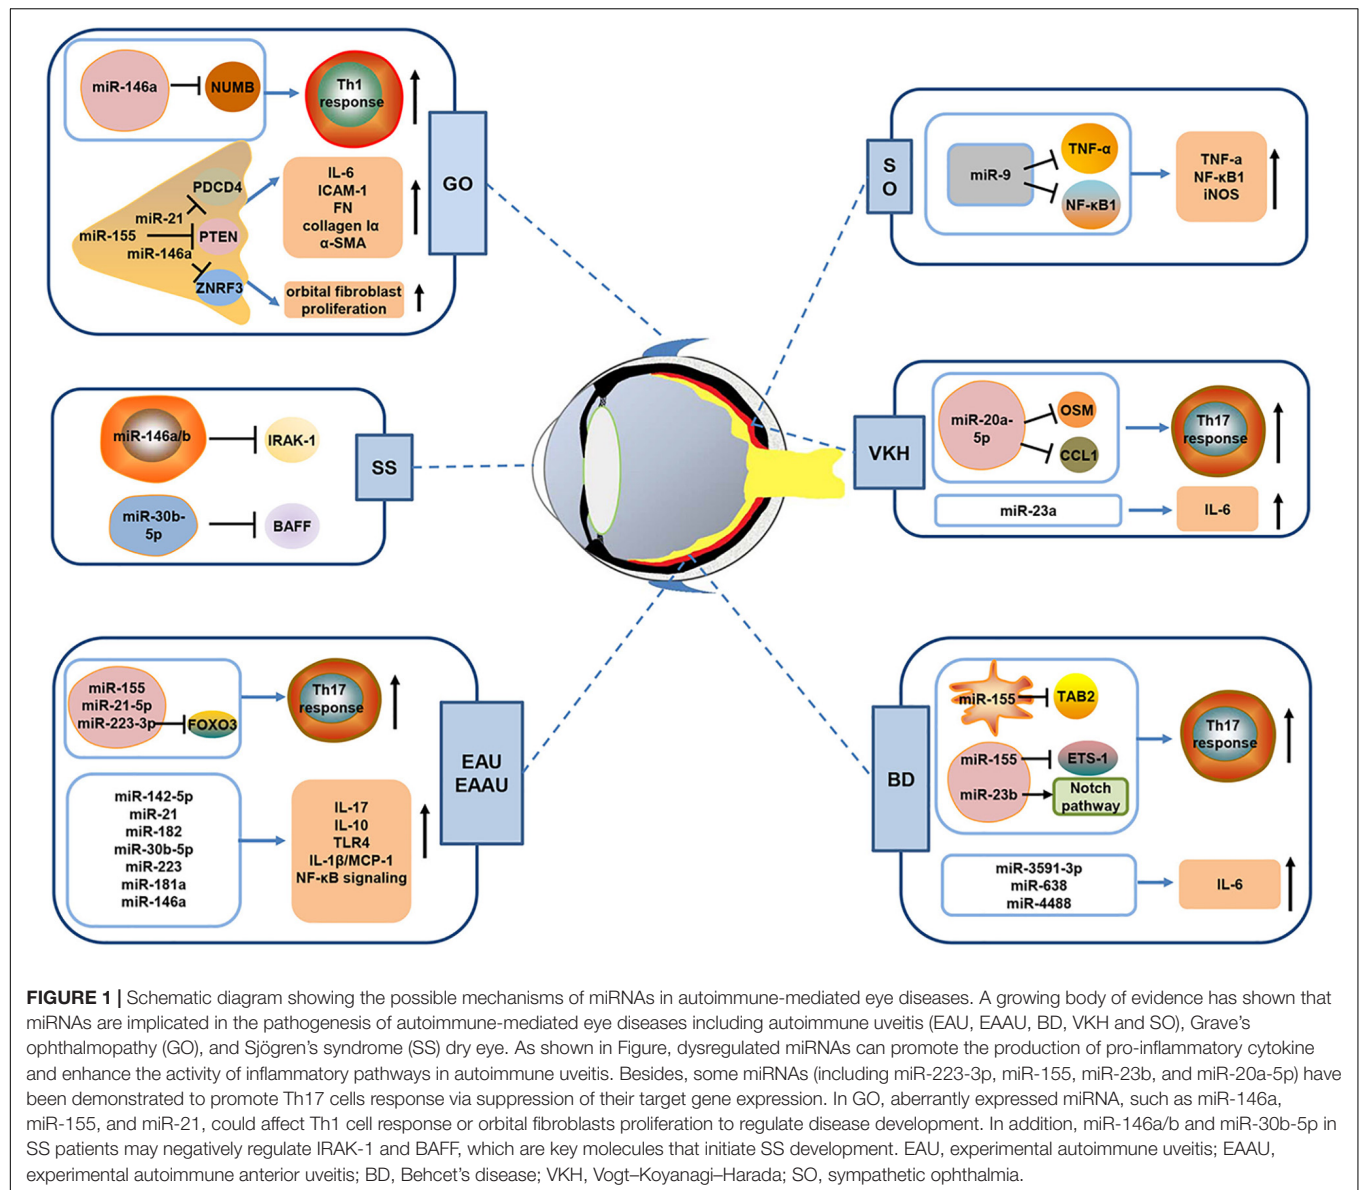 miR-146a
NUMB
Th1
response
PDCD4
miR-21
miR-155
PTEN
miR-146a
ZNRF3
IL-6
ICAM-1
FN
collagen Iα
α-SMA
orbital fibroblast
proliferation
GO
S
O
miR-9
TNF-α
NF-κB1
TNF-a
NF-κB1
iNOS
miR-146a/b
IRAK-1
miR-30b-
5p
BAFF
SS
VKH
miR-20a-
5p
OSM
CCL1
Th17
response
miR-23a
IL-6
miR-155
miR-21-5p
miR-223-3p
FOXO3
Th17
response
miR-142-5p
miR-21
miR-182
miR-30b-5p
miR-223
miR-181a
miR-146a
IL-17
IL-10
TLR4
IL-1β/MCP-1
NF-κB signaling
EAU
EAAU
BD
miR-155
TAB2
miR-155
ETS-1
miR-23b
Notch
pathway
Th17
response
miR-3591-3p
miR-638
miR-4488
IL-6
FIGURE 1 | Schematic diagram showing the possible mechanisms of miRNAs in autoimmune-mediated eye diseases. A growing body of evidence has shown that
miRNAs are implicated in the pathogenesis of autoimmune-mediated eye diseases including autoimmune uveitis (EAU, EAAU, BD, VKH and SO), Grave's
ophthalmopathy (GO), and Sjögren's syndrome (SS) dry eye. As shown in Figure, dysregulated miRNAs can promote the production of pro-inflammatory cytokine
and enhance the activity of inflammatory pathways in autoimmune uveitis. Besides, some miRNAs (including miR-223-3p, miR-155, miR-23b, and miR-20a-5p) have
been demonstrated to promote Th17 cells response via suppression of their target gene expression. In GO, aberrantly expressed miRNA, such as miR-146a,
miR-155, and miR-21, could affect Th1 cell response or orbital fibroblasts proliferation to regulate disease development. In addition, miR-146a/b and miR-30b-5p in
SS patients may negatively regulate IRAK-1 and BAFF, which are key molecules that initiate SS development. EAU, experimental autoimmune uveitis; EAAU,
experimental autoimmune anterior uveitis; BD, Behcet's disease; VKH, Vogt–Koyanagi–Harada; SO, sympathetic ophthalmia.